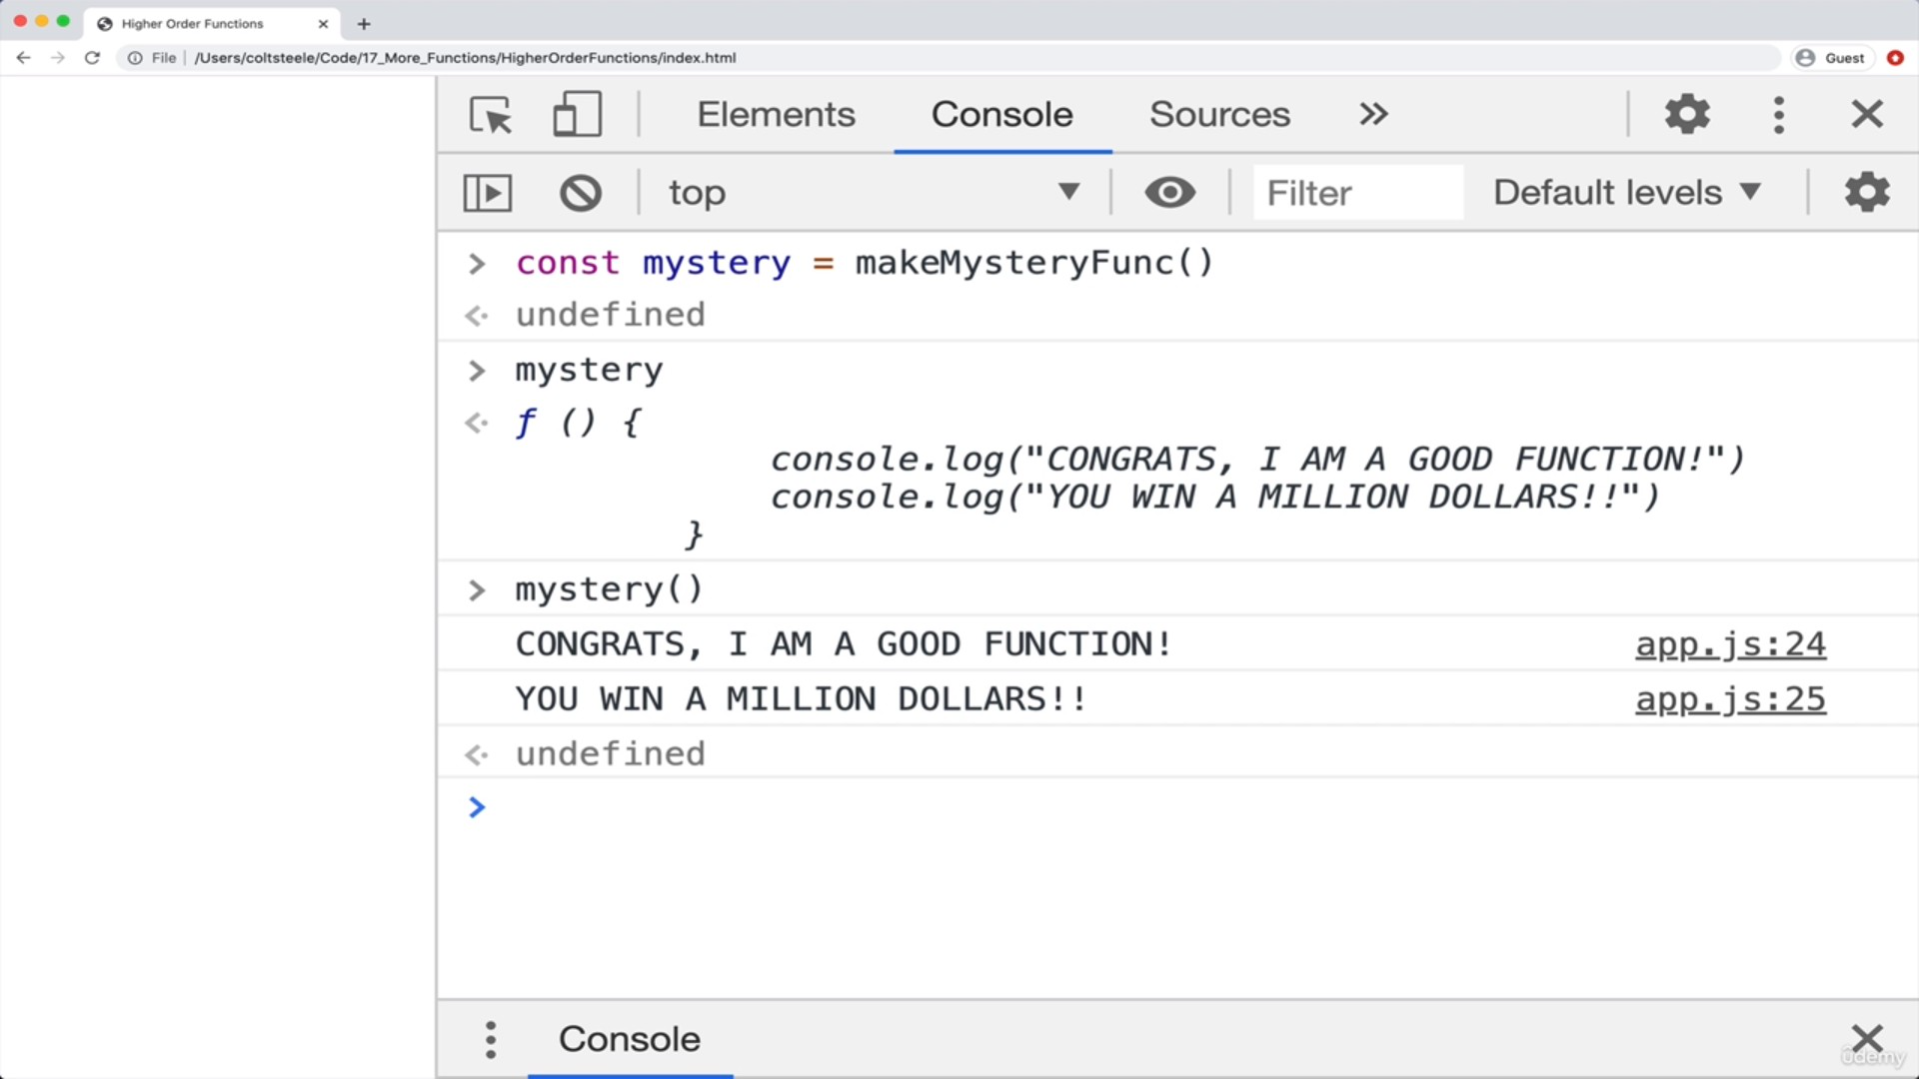 Higher Order Functions
File /Users/coltsteele/Code/17_More_Functions/HigherOrderFunctions/index.html Guest
Elements Console Sources
top Filter Default levels
const mystery = makeMysteryFunc()
undefined
mystery
f () {
console.log("CONGRATS, I AM A GOOD FUNCTION!")
console.log("YOU WIN A MILLION DOLLARS!!")
}
mystery()
CONGRATS, I AM A GOOD FUNCTION! app.js:24
YOU WIN A MILLION DOLLARS!! app.js:25
undefined
Console
ûdemy